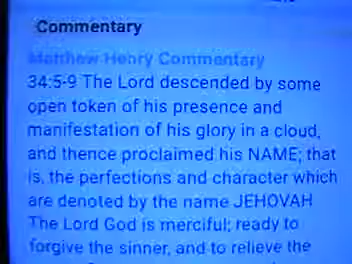 Commentary
Matthew Henry Commentary
34:5-9 The Lord descended by some
open token of his presence and
manifestation of his glory in a cloud,
and thence proclaimed his NAME; that
is, the perfections and character which
are denoted by the name JEHOVAH
The Lord God is merciful; ready to
forgive the sinner, and to relieve the